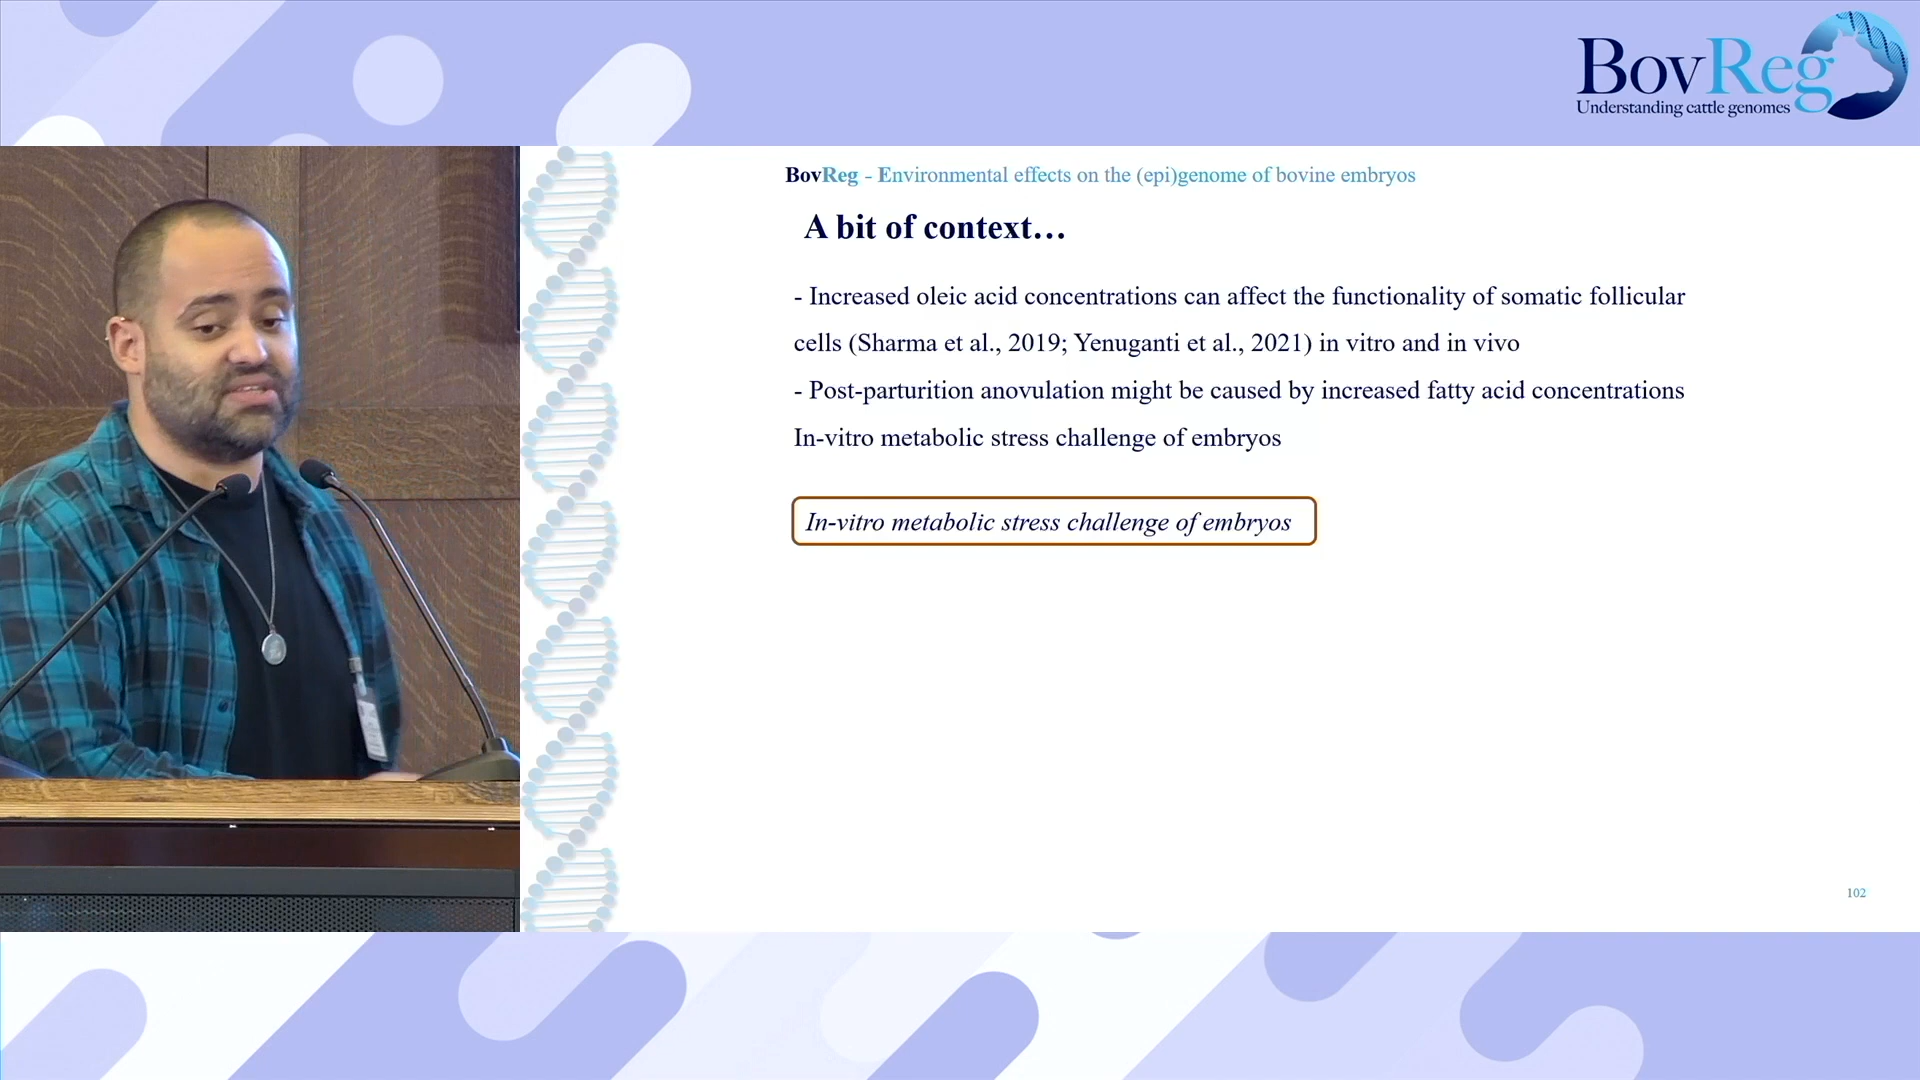 BovReg
Understanding cattle genomes
BovReg - Environmental effects on the (epi)genome of bovine embryos
A bit of context…
- Increased oleic acid concentrations can affect the functionality of somatic follicular
cells (Sharma et al., 2019; Yenuganti et al., 2021) in vitro and in vivo
- Post-parturition anovulation might be caused by increased fatty acid concentrations
In-vitro metabolic stress challenge of embryos
In-vitro metabolic stress challenge of embryos
102